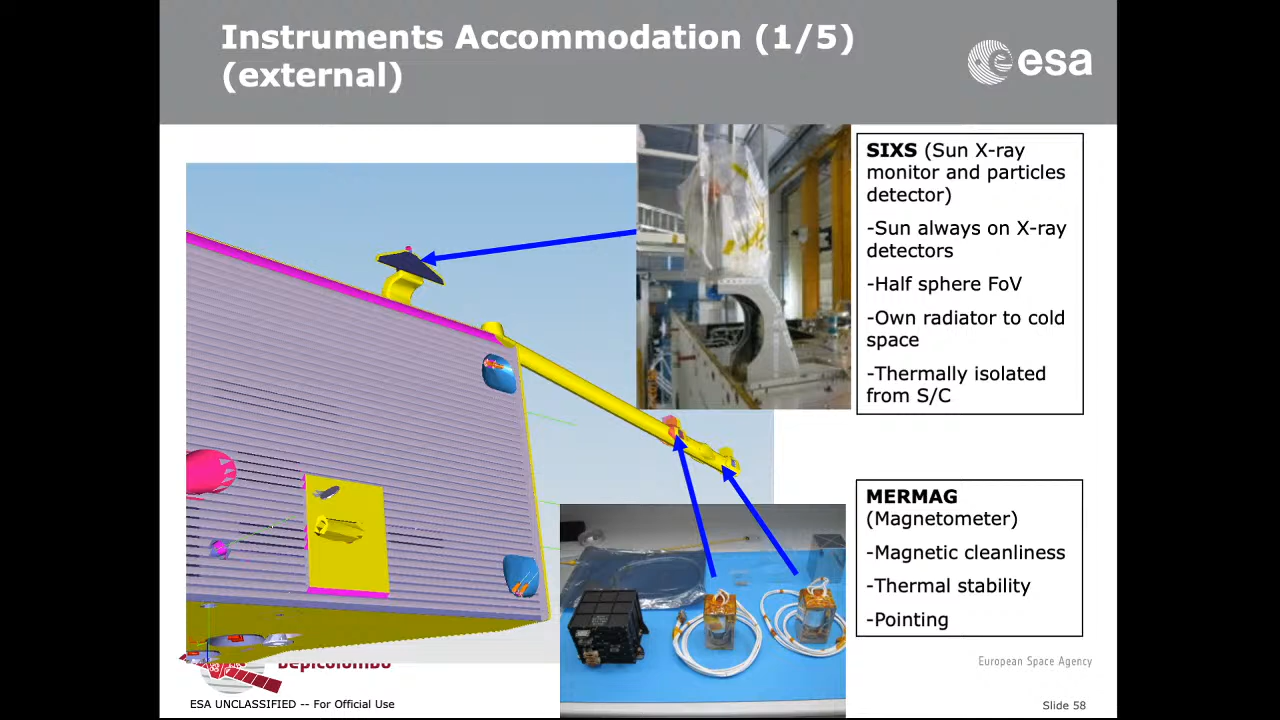 Instruments Accommodation (1/5)
(external)
esa
SIXS (Sun X-ray
monitor and particles
detector)
-Sun always on X-ray
detectors
-Half sphere FoV
-Own radiator to cold
space
-Thermally isolated
from S/C
MERMAG
(Magnetometer)
-Magnetic cleanliness
-Thermal stability
-Pointing
Bepicolombo
European Space Agency
ESA UNCLASSIFIED -- For Official Use
Slide 58